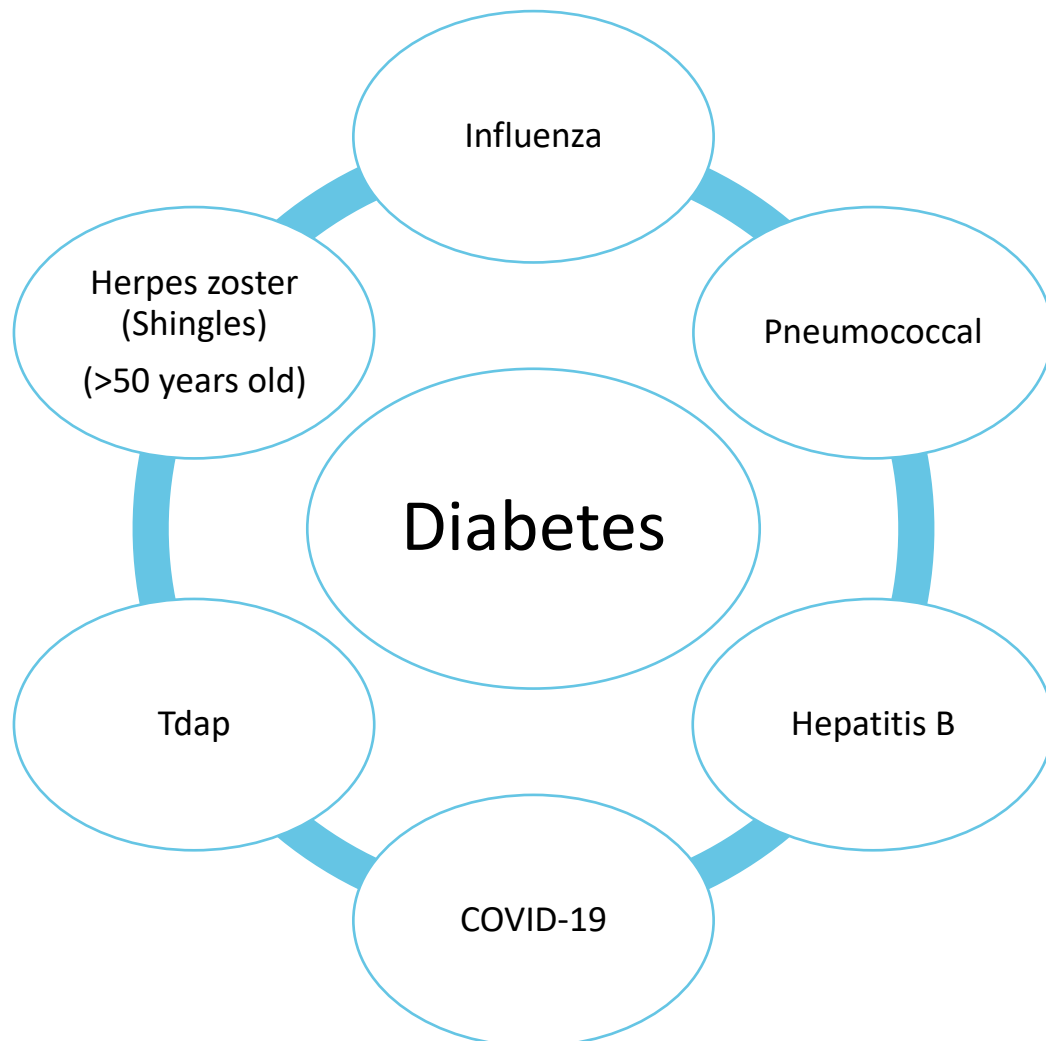 Influenza
Herpes zoster
(Shingles)
(>50 years old)
Pneumococcal
Diabetes
Tdap
Hepatitis B
COVID-19